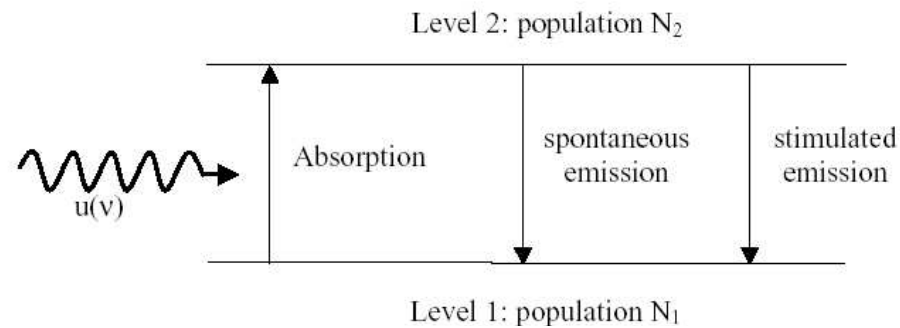 Level 2: population N₂
Absorption
spontaneous
emission
stimulated
emission
u(ν)
Level 1: population N₁